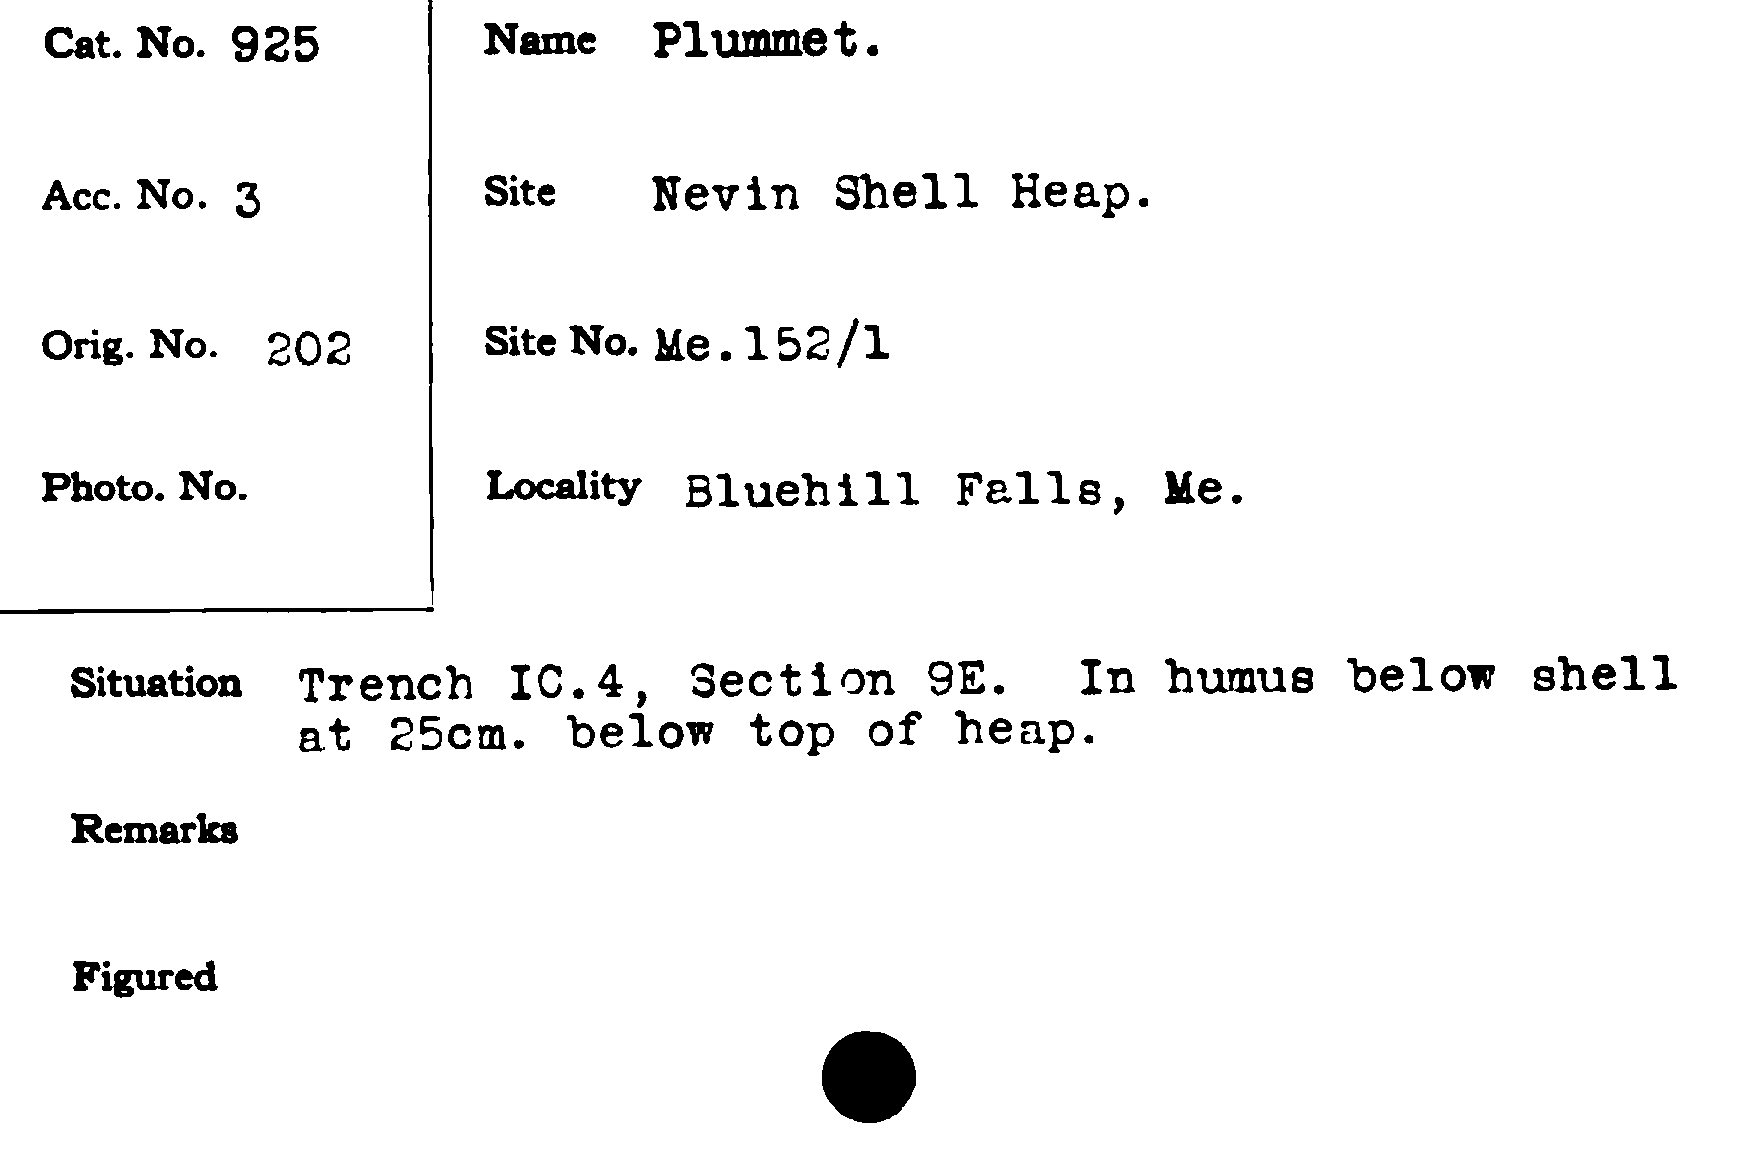 Cat. No. 925
Name Plummet.
Acc. No. 3
Site Nevin Shell Heap.
Orig. No. 202
Site No. Me.152/1
Photo. No.
Locality Bluehill Falls, Me.
Situation Trench IC.4, Section 9E. In humus below shell
at 25cm. below top of heap.
Remarks
Figured